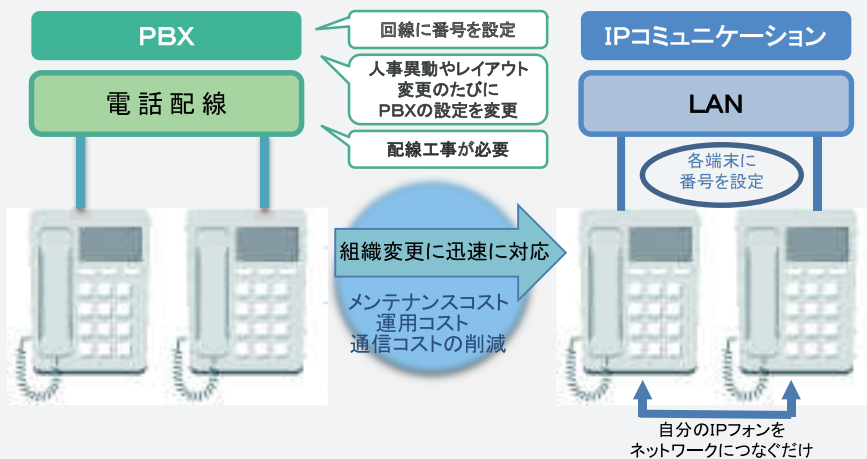 PBX
電話配線
回線に番号を設定
人事異動やレイアウト
変更のたびに
PBXの設定を変更
配線工事が必要
組織変更に迅速に対応
メンテナンスコスト
運用コスト
通信コストの削減
IPコミュニケーション
LAN
各端末に
番号を設定
自分のIPフォンを
ネットワークにつなぐだけ